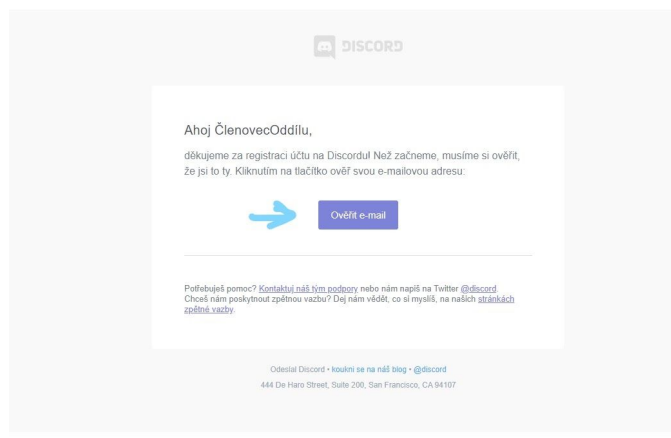 DISCORD
Ahoj ČlenovecOddílu,
děkujeme za registraci účtu na Discordu! Než začneme, musíme si ověřit,
že jsi to ty. Kliknutím na tlačítko ověř svou e-mailovou adresu:
Ověřit e-mail
Potřebuješ pomoc? Kontaktuj náš tým podpory nebo nám napiš na Twitter @discord.
Chceš nám poskytnout zpětnou vazbu? Dej nám vědět, co si myslíš, na našich stránkách
zpětné vazby.
Odeslal Discord • koukni se na náš blog • @discord
444 De Haro Street, Suite 200, San Francisco, CA 94107